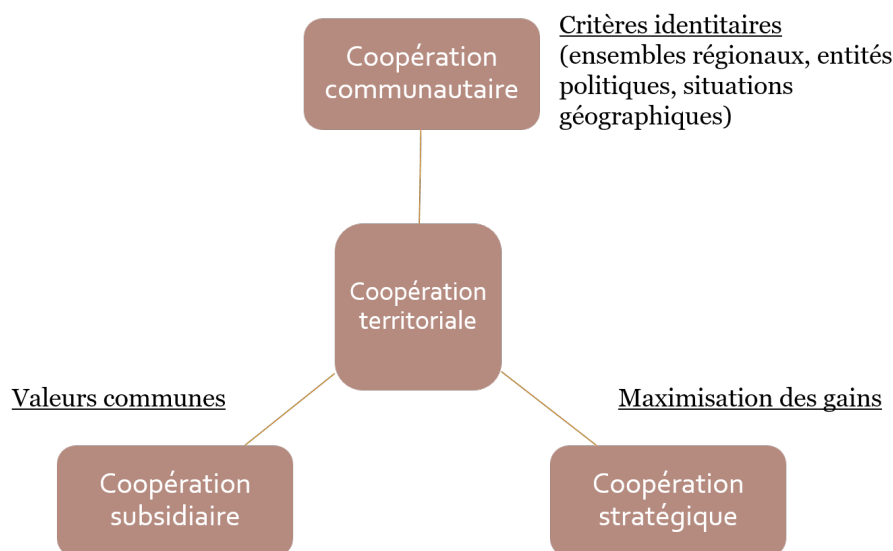 Coopération
communautaire
Critères identitaires
(ensembles régionaux, entités
politiques, situations
géographiques)
Coopération
territoriale
Valeurs communes
Maximisation des gains
Coopération
subsidiaire
Coopération
stratégique